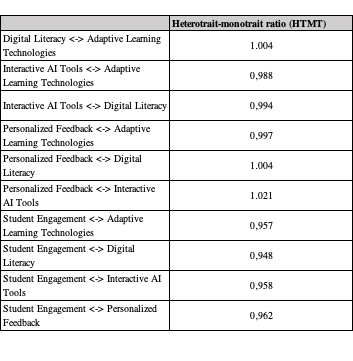 Heterotrait-monotrait ratio (HTMT)
Digital Literacy <-> Adaptive Learning
Technologies
1.004
Interactive AI Tools <-> Adaptive
Learning Technologies
0,988
Interactive AI Tools <-> Digital Literacy
0,994
Personalized Feedback <-> Adaptive
Learning Technologies
0,997
Personalized Feedback <-> Digital
Literacy
1.004
Personalized Feedback <-> Interactive
AI Tools
1.021
Student Engagement <-> Adaptive
Learning Technologies
0,957
Student Engagement <-> Digital
Literacy
0,948
Student Engagement <-> Interactive AI
Tools
0,958
Student Engagement <-> Personalized
Feedback
0,962